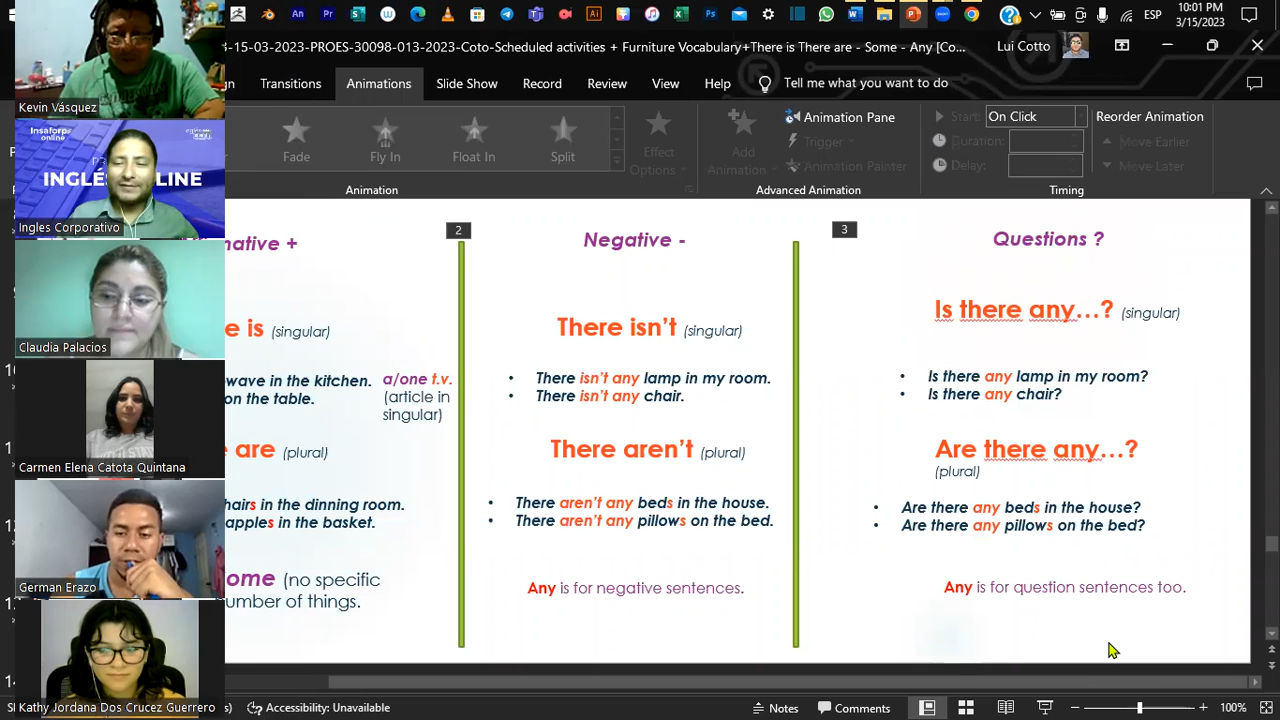 ESP
10:01 PM
3/15/2023
3-15-03-2023-PROES-30098-013-2023-Coto-Scheduled activities + Furniture Vocabulary+There is There are - Some - Any [Co...
Lui Cotto
Transitions
Animations
Slide Show
Record
Review
View
Help
Tell me what you want to do
Fade
Fly In
Float In
Split
Effect
Options
Add
Animation
Animation Pane
Trigger
Animation Painter
Start:
On Click
Duration:
Delay:
Reorder Animation
Move Earlier
Move Later
Animation
Advanced Animation
Timing
Kevin Vásquez
Insaforp
online
INGLÉS ONLINE
Ingles Corporativo
Claudia Palacios
Carmen Elena Catota Quintana
German Erazo
Kathy Jordana Dos Crucez Guerrero
native +
e is (singular)
wave in the kitchen.
on the table.
a/one t.v.
(article in
singular)
e are (plural)
hairs in the dinning room.
apples in the basket.
ome (no specific
umber of things.
2
Negative -
There isn't (singular)
• There isn't any lamp in my room.
• There isn't any chair.
There aren't (plural)
• There aren't any beds in the house.
• There aren't any pillows on the bed.
Any is for negative sentences.
3
Questions ?
Is there any...? (singular)
• Is there any lamp in my room?
• Is there any chair?
Are there any...?
(plural)
• Are there any beds in the house?
• Are there any pillows on the bed?
Any is for question sentences too.
Accessibility: Unavailable
Notes
Comments
100%